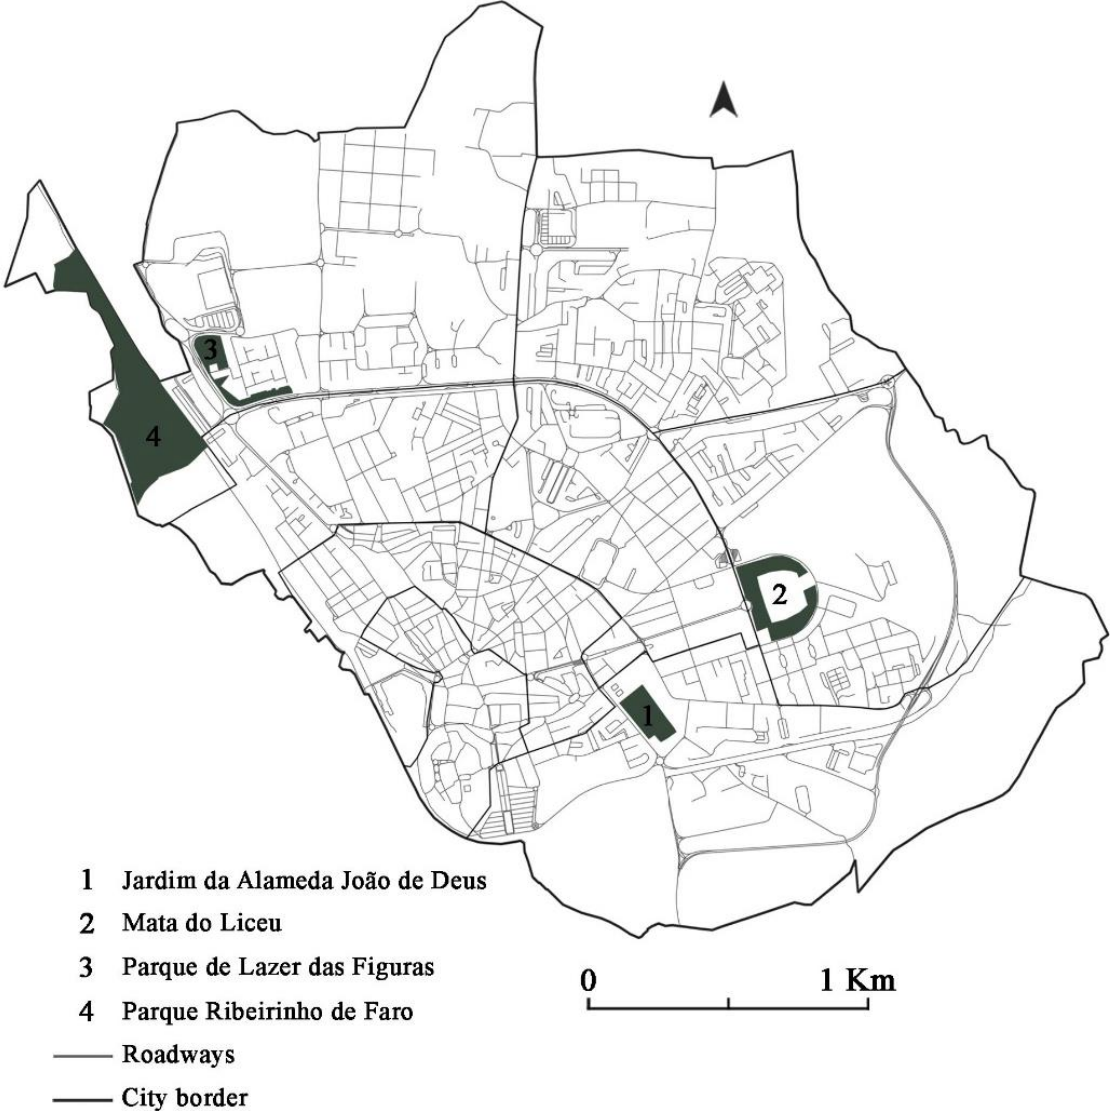 3
4
2
1
1 Jardim da Alameda João de Deus
2 Mata do Liceu
3 Parque de Lazer das Figuras
4 Parque Ribeirinho de Faro
Roadways
City border
0 1 Km